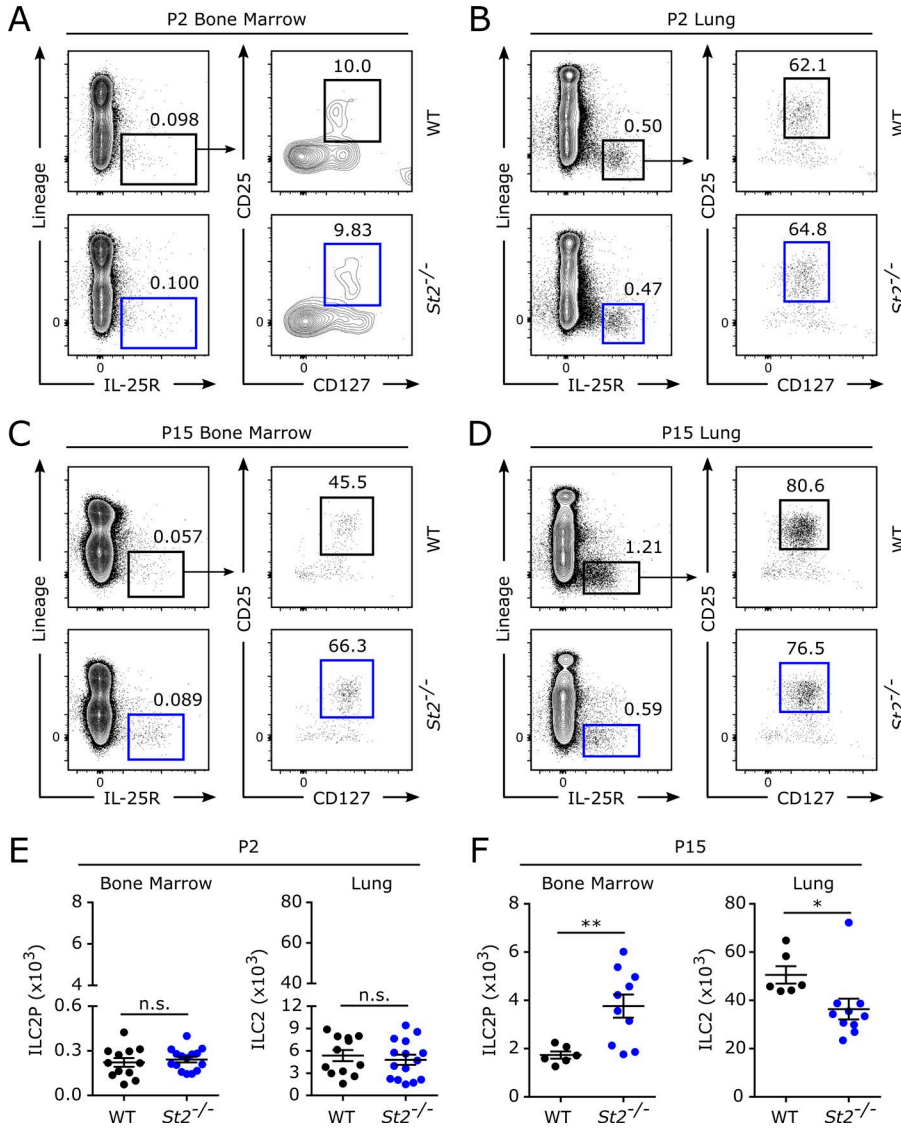 A
P2 Bone Marrow
B
P2 Lung
Lineage
0.098
CD25
10.0
WT
0.50
CD25
62.1
WT
Lineage
0.100
9.83
St2-/-
0.47
64.8
St2-/-
0
0
0
0
0
0
IL-25R
CD127
IL-25R
CD127
C
P15 Bone Marrow
D
P15 Lung
Lineage
0.057
CD25
45.5
WT
Lineage
1.21
CD25
80.6
WT
0.089
66.3
St2-/-
0.59
76.5
St2-/-
0
0
0
0
0
0
IL-25R
CD127
IL-25R
CD127
E
P2
F
P15
Bone Marrow
Lung
Bone Marrow
Lung
ILC2P (x10³)
8
4
0.6
0.3
0.0
n.s.
WT
St2-/-
ILC2 (x10³)
80
40
12
9
6
3
0
n.s.
WT
St2-/-
ILC2P (x10³)
8
6
4
2
0
**
WT
St2-/-
ILC2 (x10³)
80
60
40
20
0
*
WT
St2-/-